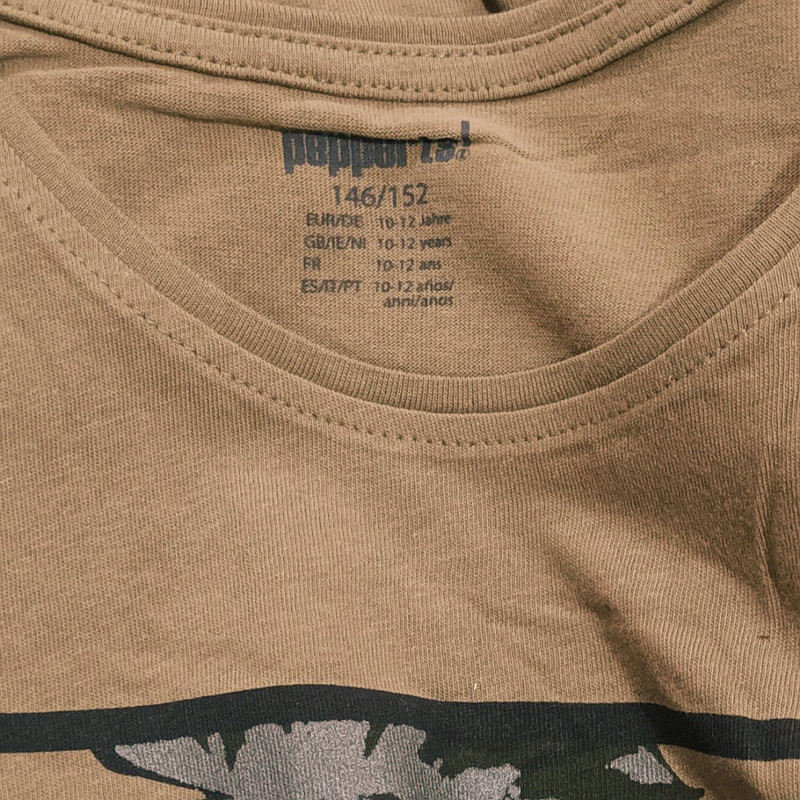 pepperts!
146/152
EUR/DE 10-12 Jahre
GB/IE/NI 10-12 years
FR 10-12 ans
ES/IT/PT 10-12 años/
anni/anos